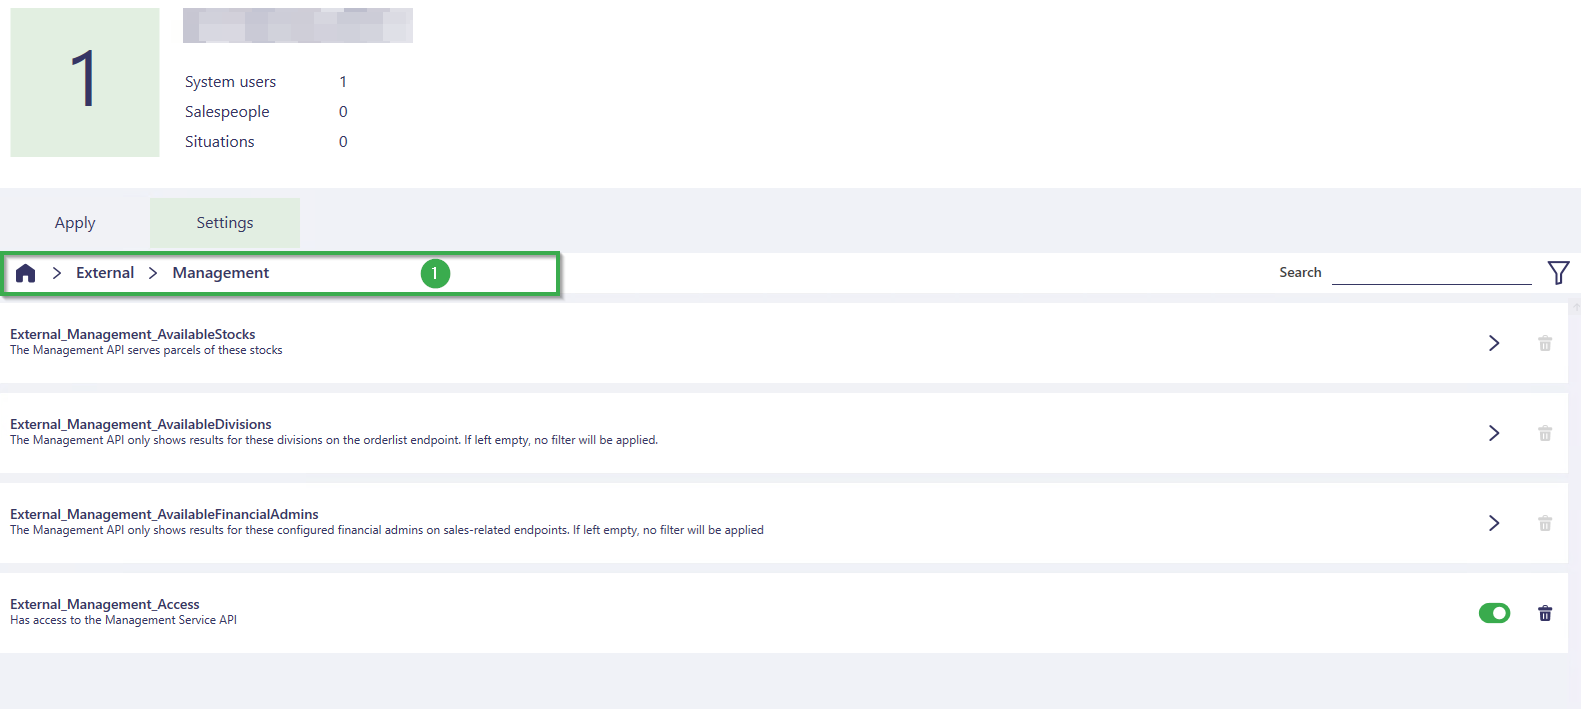 1
System users 1
Salespeople 0
Situations 0
Apply Settings
External Management 1 Search
External_Management_AvailableStocks
The Management API serves parcels of these stocks
External_Management_AvailableDivisions
The Management API only shows results for these divisions on the orderlist endpoint. If left empty, no filter will be applied.
External_Management_AvailableFinancialAdmins
The Management API only shows results for these configured financial admins on sales-related endpoints. If left empty, no filter will be applied
External_Management_Access
Has access to the Management Service API